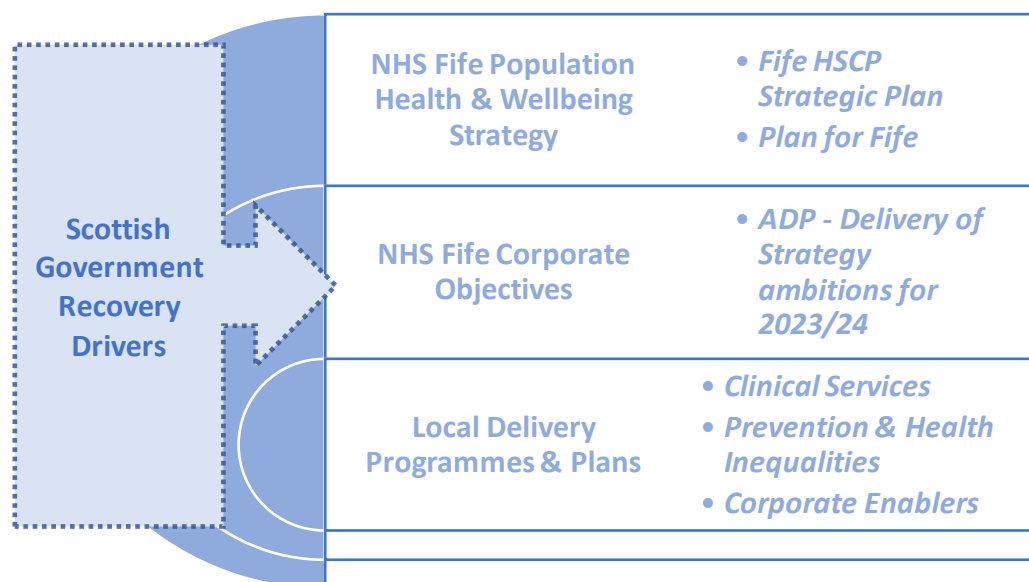 Scottish
Government
Recovery
Drivers
NHS Fife Population
Health & Wellbeing
Strategy
• Fife HSCP
Strategic Plan
• Plan for Fife
NHS Fife Corporate
Objectives
• ADP - Delivery of
Strategy
ambitions for
2023/24
Local Delivery
Programmes & Plans
• Clinical Services
• Prevention & Health
Inequalities
• Corporate Enablers